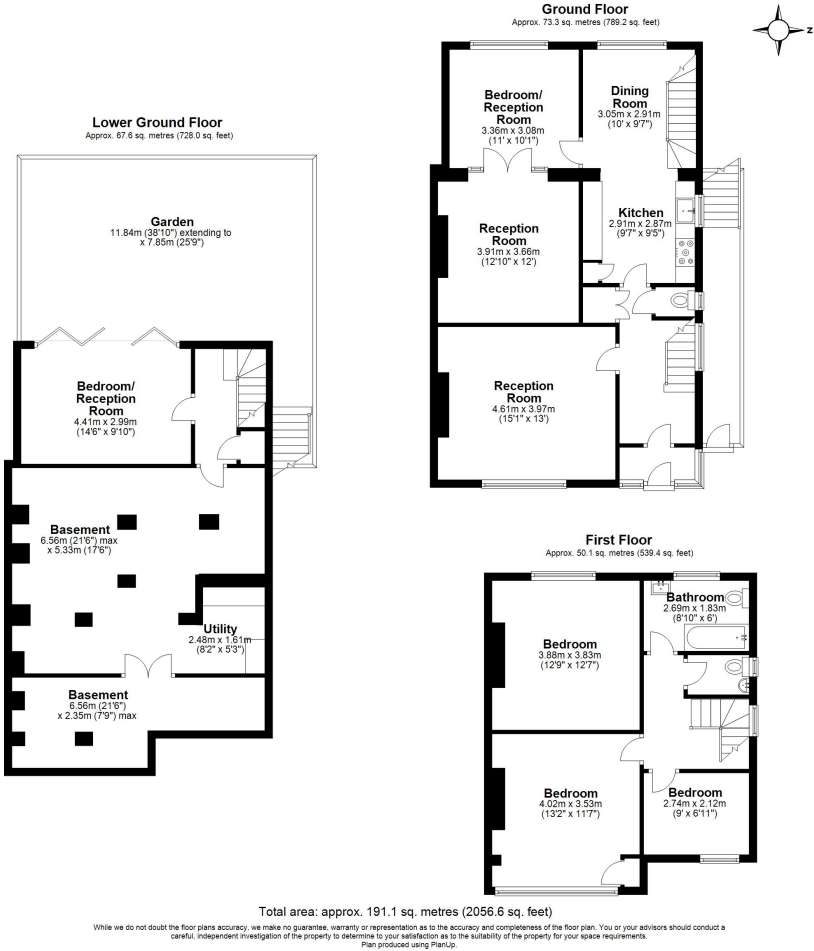 Ground Floor
Approx. 73.3 sq. metres (789.2 sq. feet)
Z
Bedroom/
Reception
Room
3.36m x 3.08m
(11' x 10'1")
Dining
Room
3.05m x 2.91m
(10' x 9'7")
Reception
Room
3.91m x 3.66m
(12'10" x 12')
Kitchen
2.91m x 2.87m
(9'7" x 9'5")
Reception
Room
4.61m x 3.97m
(15'1" x 13')
Lower Ground Floor
Approx. 67.6 sq. metres (728.0 sq. feet)
Garden
11.84m (38'10") extending to
x 7.85m (25'9")
Bedroom/
Reception
Room
4.41m x 2.99m
(14'6" x 9'10")
Basement
6.56m (21'6") max
x 5.33m (17'6")
Utility
2.48m x 1.61m
(8'2" x 5'3")
Basement
6.56m (21'6")
x 2.35m (7'9") max
First Floor
Approx. 50.1 sq. metres (539.4 sq. feet)
Bedroom
3.88m x 3.83m
(12'9" x 12'7")
Bathroom
2.69m x 1.83m
(8'10" x 6')
Bedroom
4.02m x 3.53m
(13'2" x 11'7")
Bedroom
2.74m x 2.12m
(9' x 6'11")
Total area: approx. 191.1 sq. metres (2056.6 sq. feet)
While we do not doubt the floor plans accuracy, we make no guarantee, warranty or representation as to the accuracy and completeness of the floor plan. You or your advisors should conduct a
careful, independent investigation of the property to determine to your satisfaction as to the suitability of the property for your space requirements.
Plan produced using PlanUp.